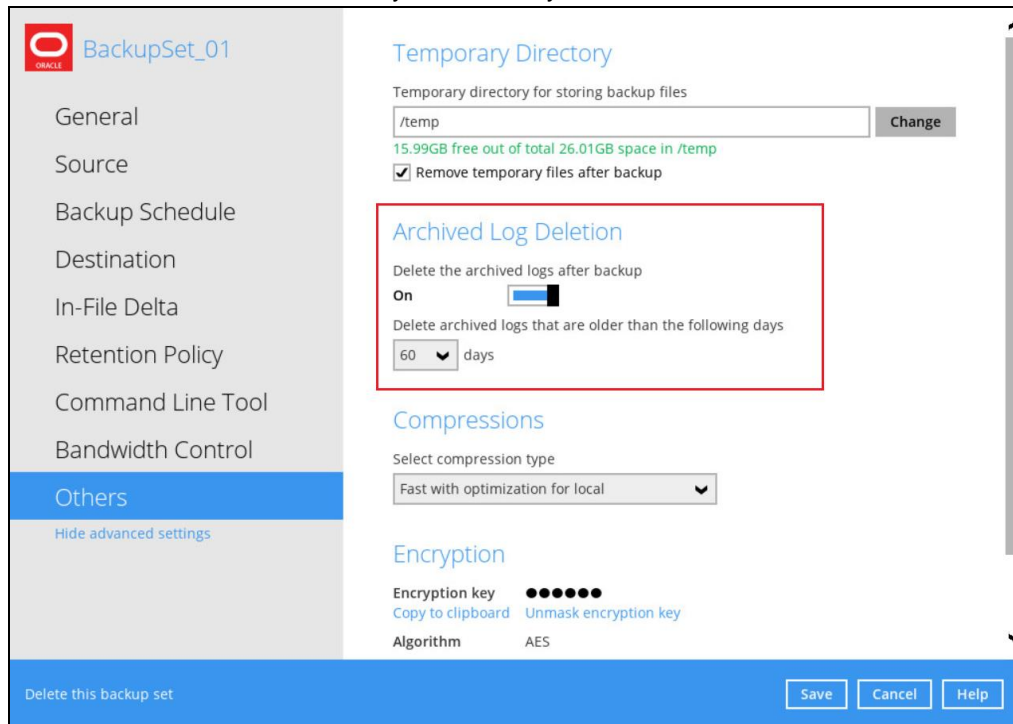 ORACLE
BackupSet_01
General
Source
Backup Schedule
Destination
In-File Delta
Retention Policy
Command Line Tool
Bandwidth Control
Others
Hide advanced settings
Temporary Directory
Temporary directory for storing backup files
/temp
Change
15.99GB free out of total 26.01GB space in /temp
Remove temporary files after backup
Archived Log Deletion
Delete the archived logs after backup
On
Delete archived logs that are older than the following days
60 days
Compressions
Select compression type
Fast with optimization for local
Encryption
Encryption key ●●●●●●
Copy to clipboard Unmask encryption key
Algorithm AES
Delete this backup set
Save Cancel Help